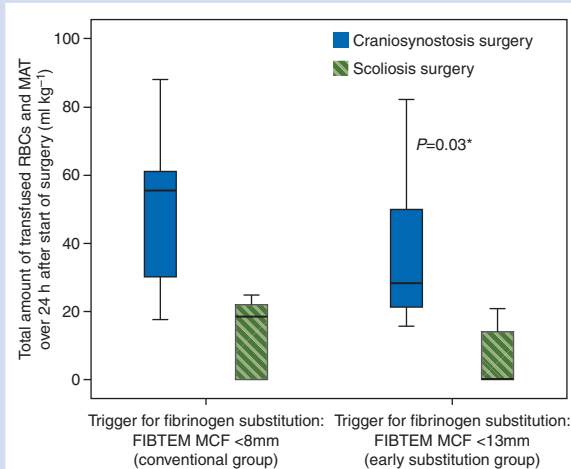 Total amount of transfused RBCs and MAT
over 24 h after start of surgery (ml kg⁻¹)
100
80
60
40
20
0
Craniosynostosis surgery
Scoliosis surgery
P=0.03*
Trigger for fibrinogen substitution:
FIBTEM MCF <8mm
(conventional group)
Trigger for fibrinogen substitution:
FIBTEM MCF <13mm
(early substitution group)